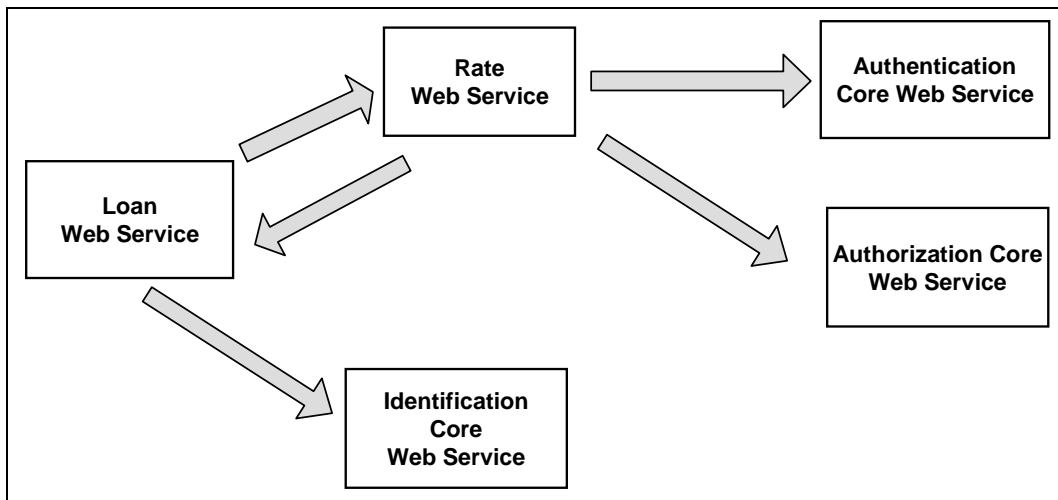 Rate
Web Service
Authentication
Core Web Service
Loan
Web Service
Authorization Core
Web Service
Identification
Core
Web Service